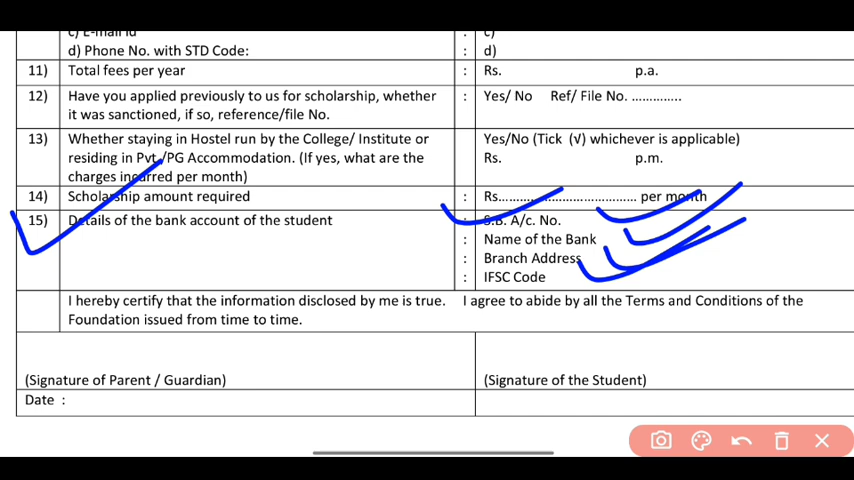 c) E-mail id : c)
d) Phone No. with STD Code: : d)
11) Total fees per year : Rs. p.a.
12) Have you applied previously to us for scholarship, whether : Yes/ No Ref/ File No. ..............
it was sanctioned, if so, reference/file No.
13) Whether staying in Hostel run by the College/ Institute or Yes/No (Tick (√) whichever is applicable)
residing in Pvt./PG Accommodation. (If yes, what are the Rs. p.m.
charges incurred per month)
14) Scholarship amount required : Rs....................................... per month
15) Details of the bank account of the student : S.B. A/c. No.
: Name of the Bank
: Branch Address
: IFSC Code
I hereby certify that the information disclosed by me is true. I agree to abide by all the Terms and Conditions of the
Foundation issued from time to time.
(Signature of Parent / Guardian) (Signature of the Student)
Date :